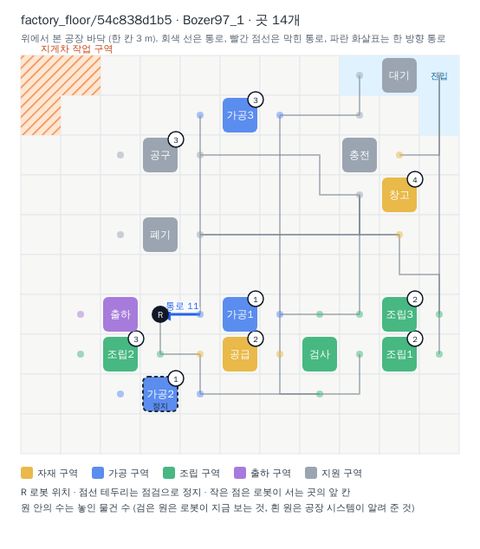 factory_floor/54c838d1b5 · Bozer97_1 · 곳 14개
위에서 본 공장 바닥 (한 칸 3 m). 회색 선은 통로, 빨간 점선은 막힌 통로, 파란 화살표는 한 방향 통로
지게차 작업 구역
대기
전립
가공3 3
공구 3
충전
창고 4
폐기
통로 11
출하
R
가공1 1
조립3 2
조립2 3
공급 2
검사
조립1 2
가공2 1
정지
자재 구역 가공 구역 조립 구역 출하 구역 지원 구역
R 로봇 위치 · 점선 테두리는 점검으로 정지 · 작은 점은 로봇이 서는 곳의 앞 칸
원 안의 수는 놓인 물건 수 (검은 원은 로봇이 지금 보는 것, 흰 원은 공장 시스템이 알려 준 것)